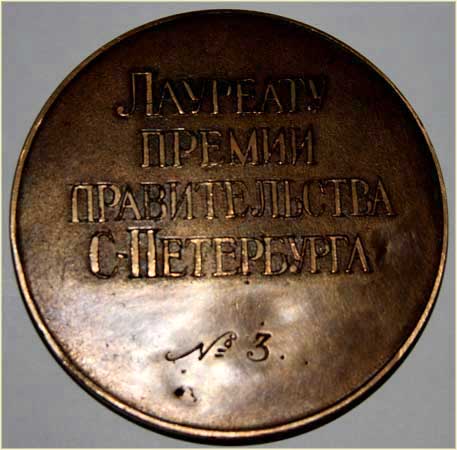 Лауреату
премии
правительства
С-Петербурга
№ 3.